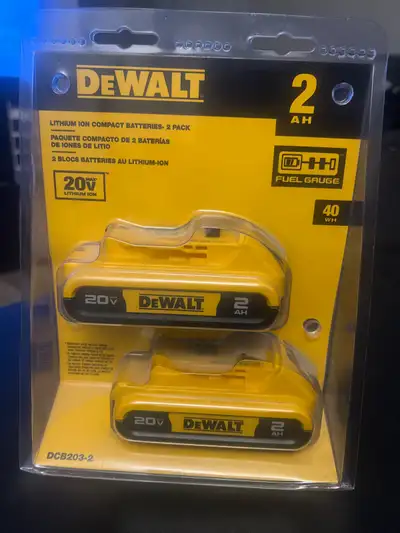 DEWALT
2
AH
LITHIUM ION COMPACT BATTERIES- 2 PACK
PAQUETE COMPACTO DE 2 BATERÍAS
DE IONES DE LITIO
2 BLOCS BATTERIES AU LITHIUM-ION
20V MAX
LITHIUM ION
FUEL GAUGE
40
WH
20V
DEWALT
2
AH
20V
DEWALT
2
AH
DCB203-2